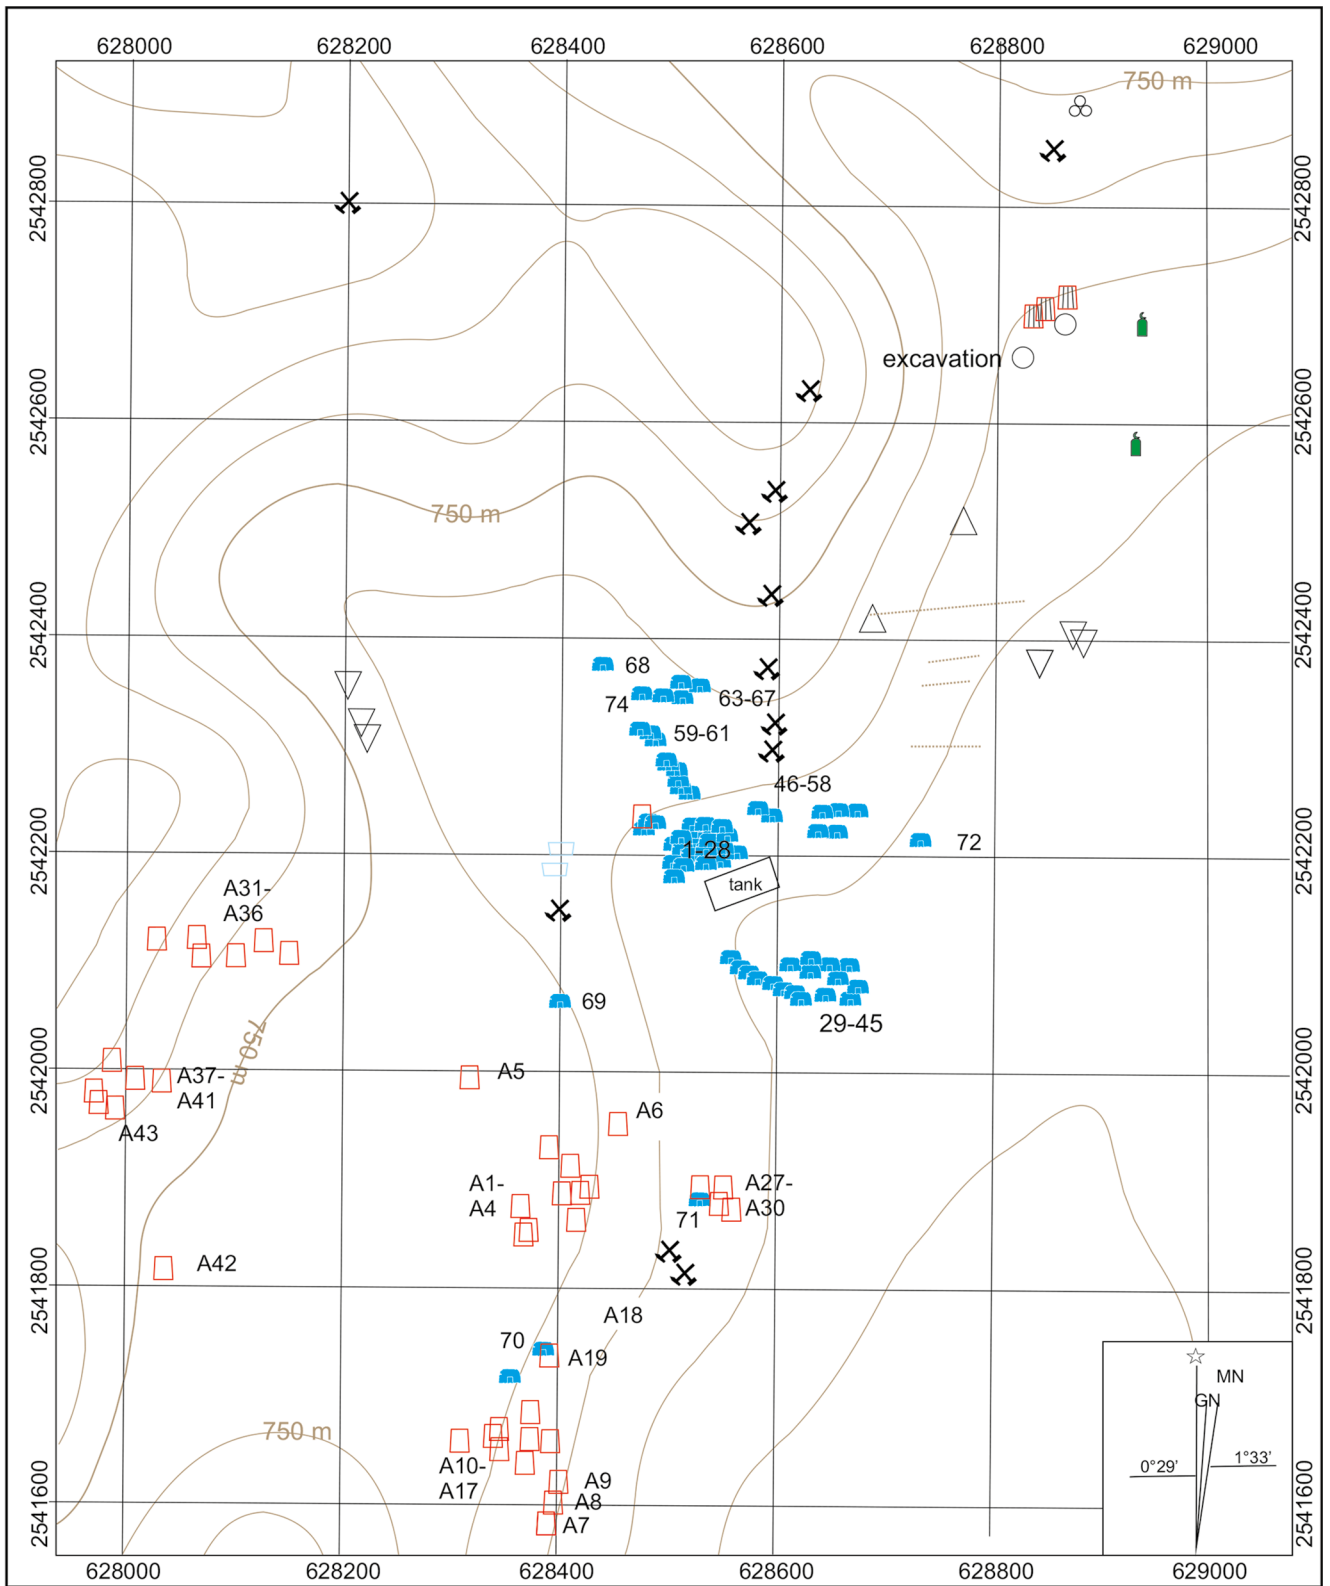 628000 628200 628400 628600 628800 629000
750 m
2542800
2542800
excavation
2542600
2542600
750 m
2542400
2542400
68
74
63-67
59-61
46-58
72
1-28
tank
2542200
2542200
A31-
A36
69
29-45
750 m
2542000
2542000
A5
A37-
A41
A43
A6
A1-
A4
A27-
A30
71
A42
2541800
2541800
A18
70
A19
MN
GN
0°29'
1°33'
750 m
A10-
A17
A9
A8
A7
2541600
2541600
628000 628200 628400 628600 628800 629000